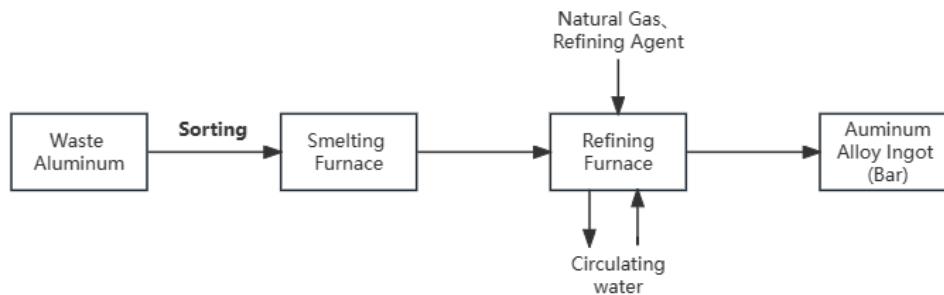 Natural Gas、
Refining Agent
Waste
Aluminum
Sorting
Smelting
Furnace
Refining
Furnace
Auminum
Alloy Ingot
(Bar)
Circulating
water